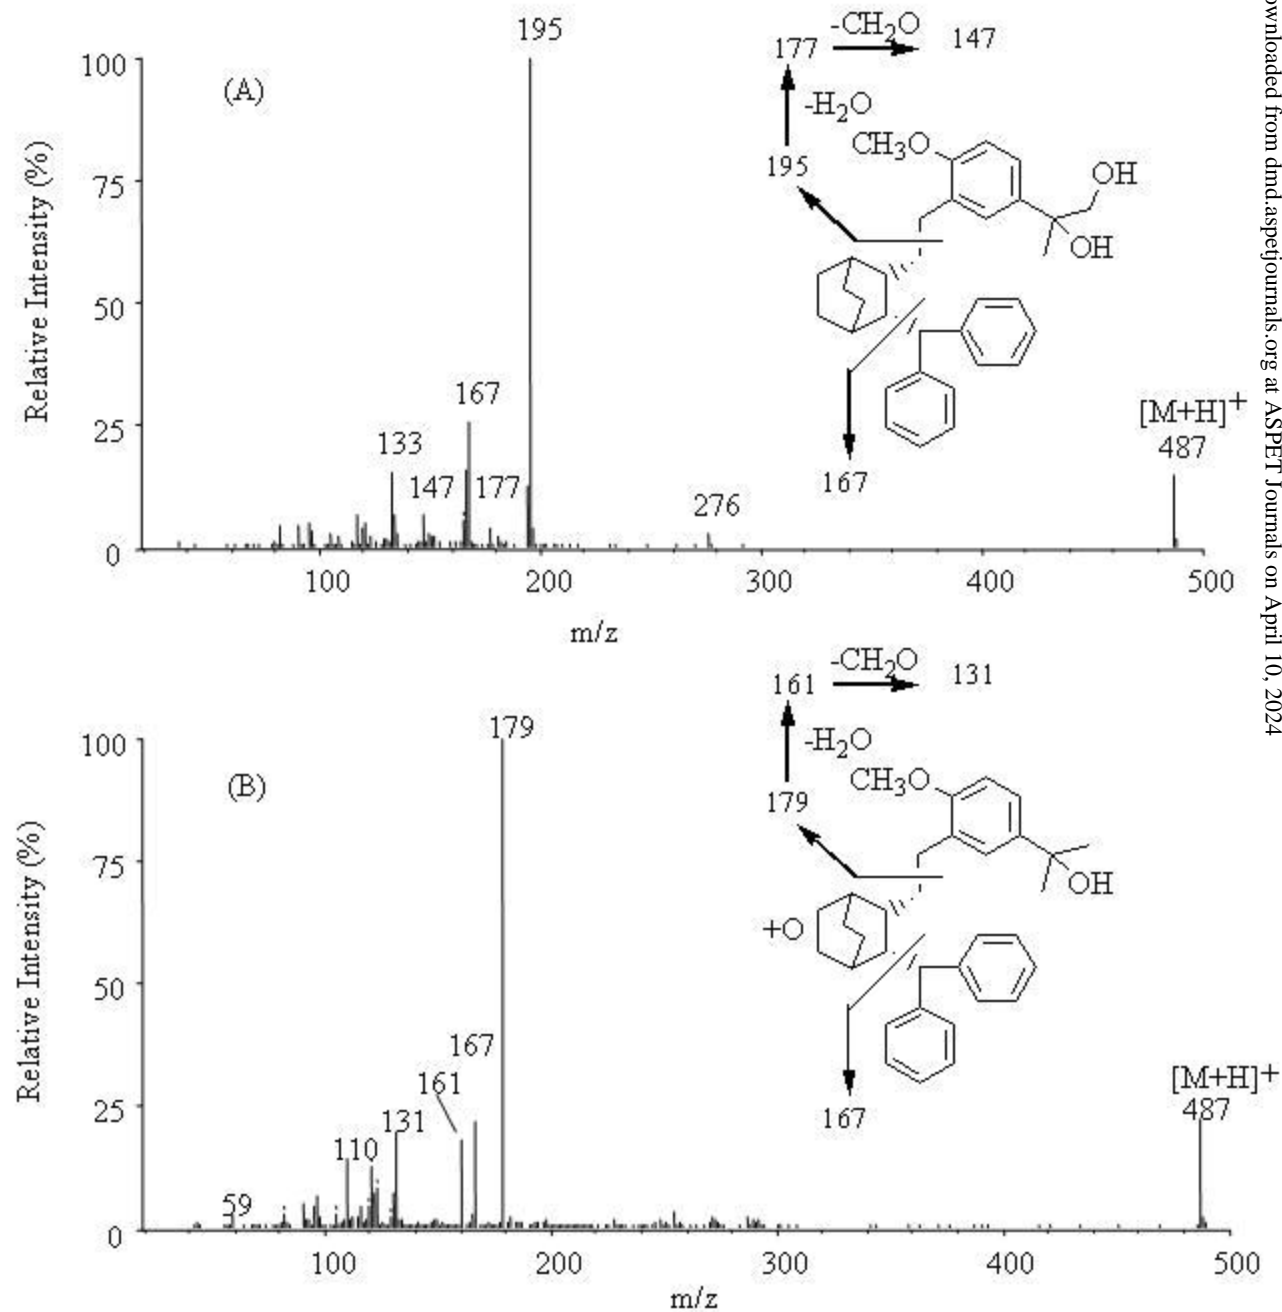 195
-CH2O
177
147
100
(A)
-H2O
CH3O
195
OH
75
OH
Relative Intensity (%)
50
[M+H]+
167
487
25
133
147
177
276
167
0
100
200
300
400
500
m/z
-CH2O
161
131
179
100
-H2O
(B)
CH3O
179
75
OH
+O
50
Relative Intensity (%)
167
161
[M+H]+
487
25
131
110
167
59
0
100
200
300
400
500
m/z
ownloaded from dmd.aspetjournals.org at ASPET Journals on April 10, 2024